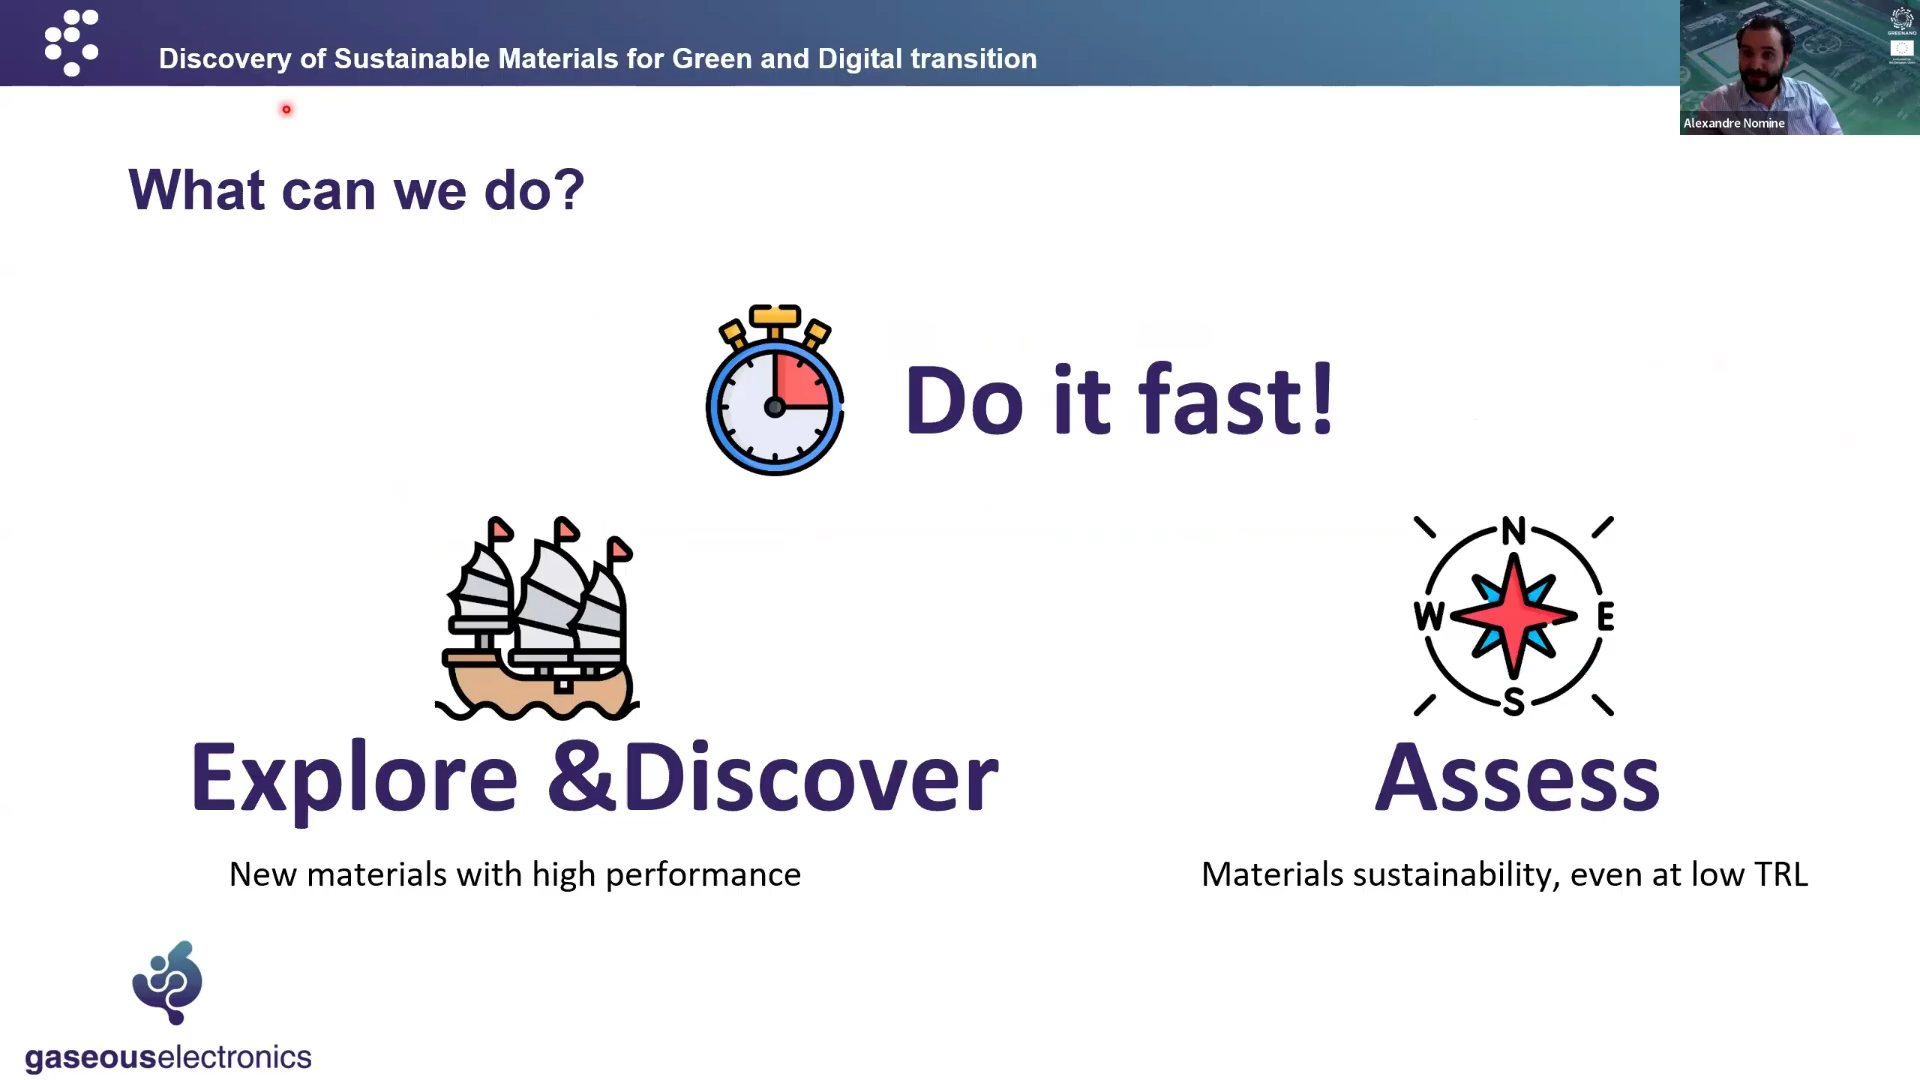 Discovery of Sustainable Materials for Green and Digital transition
GREENANO
Alexandre Nomine
What can we do?
Do it fast!
N
W
E
S
Explore &Discover
Assess
New materials with high performance
Materials sustainability, even at low TRL
gaseouselectronics